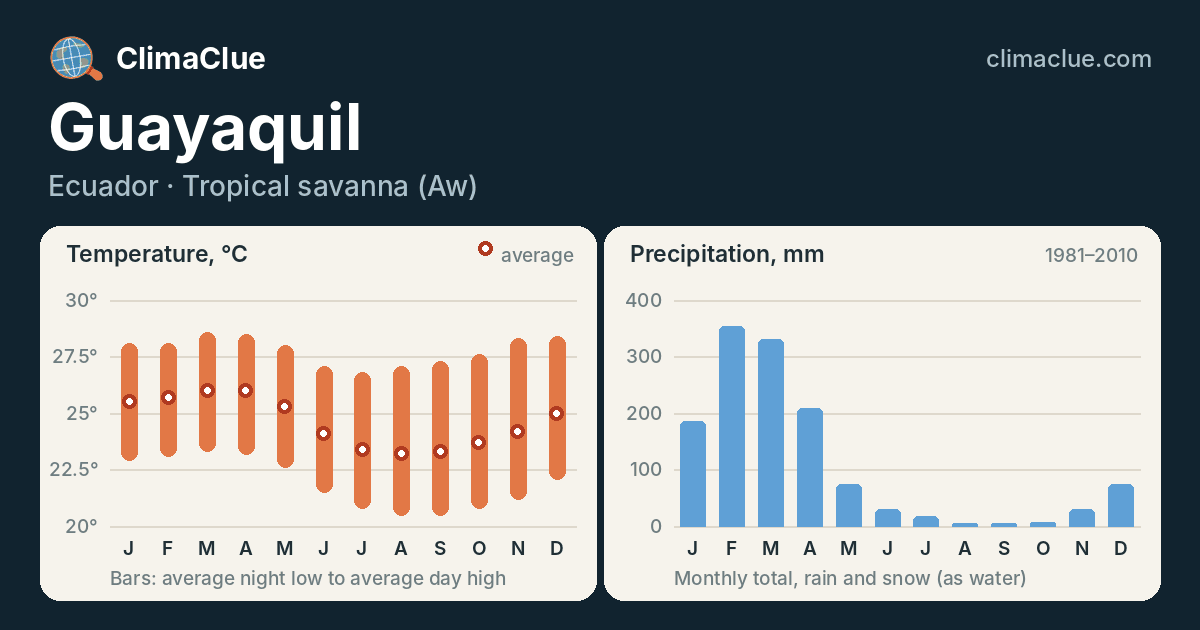 ClimaClue
climaclue.com
Guayaquil
Ecuador · Tropical savanna (Aw)
Temperature, °C
average
30°
27.5°
25°
22.5°
20°
J F M A M J J A S O N D
Bars: average night low to average day high
Precipitation, mm
1981–2010
400
300
200
100
0
J F M A M J J A S O N D
Monthly total, rain and snow (as water)